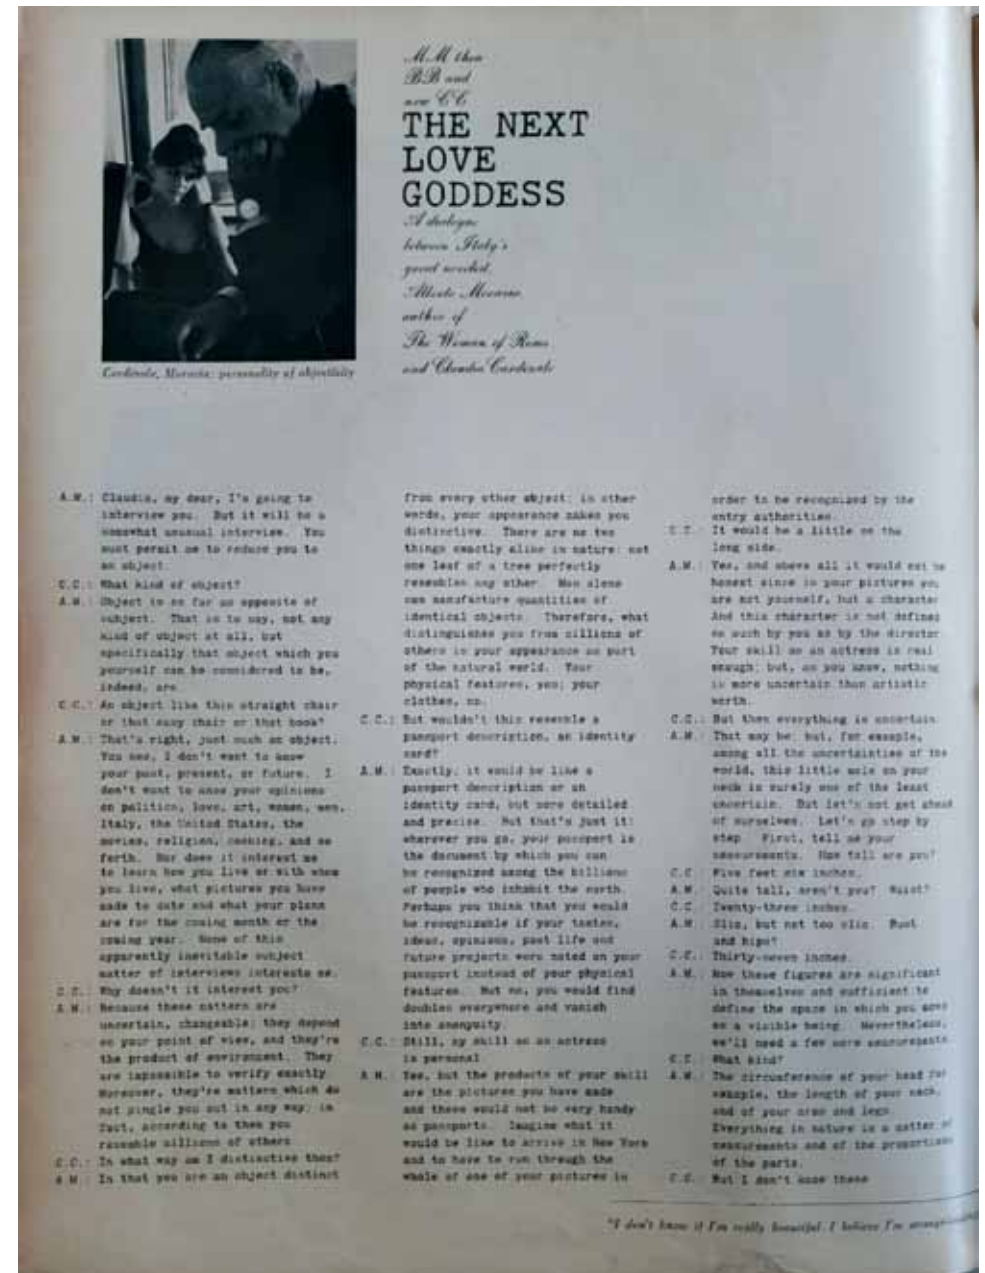 MM then
BB and
now CC
THE NEXT
LOVE
GODDESS
A dialogue
between Italy's
great novelist,
Alberto Moravia,
author of
The Woman of Rome
and Claudia Cardinale
Cardinale, Moravia: personality of objectivity
A.M.: Claudia, my dear, I'm going to
interview you. But it will be a
somewhat unusual interview. You
must permit me to reduce you to
an object.
C.C.: What kind of object?
A.M.: Object in so far as opposite of
subject. That is to say, not any
kind of object at all, but
specifically that object which you
yourself can be considered to be,
indeed, are.
C.C.: An object like this straight chair
or that easy chair or that book?
A.M.: That's right, just such an object.
You see, I don't want to know
your past, present, or future. I
don't want to know your opinions
on politics, love, art, women, men,
Italy, the United States, the
movies, religion, cooking, and so
forth. Nor does it interest me
to learn how you live or with whom
you live, what pictures you have
made to date and what your plans
are for the coming month or the
coming year. None of this
apparently inevitable subject
matter of interviews interests me.
C.C.: Why doesn't it interest you?
A.M.: Because these matters are
uncertain, changeable; they depend
on your point of view, and they're
the product of environment. They
are impossible to verify exactly.
Moreover, they're matters which do
not single you out in any way; in
fact, according to them you
resemble millions of others.
C.C.: In what way am I distinctive then?
A.M.: In that you are an object distinct
from every other object; in other
words, your appearance makes you
distinctive. There are no two
things exactly alike in nature: not
one leaf of a tree perfectly
resembles any other. Man alone
can manufacture quantities of
identical objects. Therefore, what
distinguishes you from millions of
others is your appearance as part
of the natural world. Your
physical features, yes; your
clothes, no.
C.C.: But wouldn't this resemble a
passport description, an identity
card?
A.M.: Exactly, it would be like a
passport description or an
identity card, but more detailed
and precise. But that's just it:
wherever you go, your passport is
the document by which you can
be recognized among the billions
of people who inhabit the earth.
Perhaps you think that you would
be recognizable if your tastes,
ideas, opinions, past life and
future projects were noted on your
passport instead of your physical
features. But no, you would find
doubles everywhere and vanish
into anonymity.
C.C.: Still, my skill as an actress
is personal.
A.M.: Yes, but the products of your skill
are the pictures you have made
and these would not be very handy
as passports. Imagine what it
would be like to arrive in New York
and to have to run through the
whole of one of your pictures in
order to be recognized by the
entry authorities.
C.C.: It would be a little on the
long side.
A.M.: Yes, and above all it would not be
honest since in your pictures you
are not yourself, but a character.
And this character is not defined
so much by you as by the director.
Your skill as an actress is real
enough; but, as you know, nothing
is more uncertain than artistic
worth.
C.C.: But then everything is uncertain.
A.M.: That may be; but, for example,
among all the uncertainties of the
world, this little mole on your
neck is surely one of the least
uncertain. But let's not get ahead
of ourselves. Let's go step by
step. First, tell me your
measurements. How tall are you?
C.C.: Five feet six inches.
A.M.: Quite tall, aren't you? Waist?
C.C.: Twenty-three inches.
A.M.: Slim, but not too slim. Bust
and hips?
C.C.: Thirty-seven inches.
A.M.: Now these figures are significant
in themselves and sufficient to
define the space in which you move
as a visible being. Nevertheless,
we'll need a few more measurements.
C.C.: What kind?
A.M.: The circumference of your head for
example, the length of your neck,
and of your arms and legs.
Everything in nature is a matter of
measurements and of the proportions
of the parts.
C.C.: But I don't know these
"I don't know if I'm really beautiful. I believe I'm